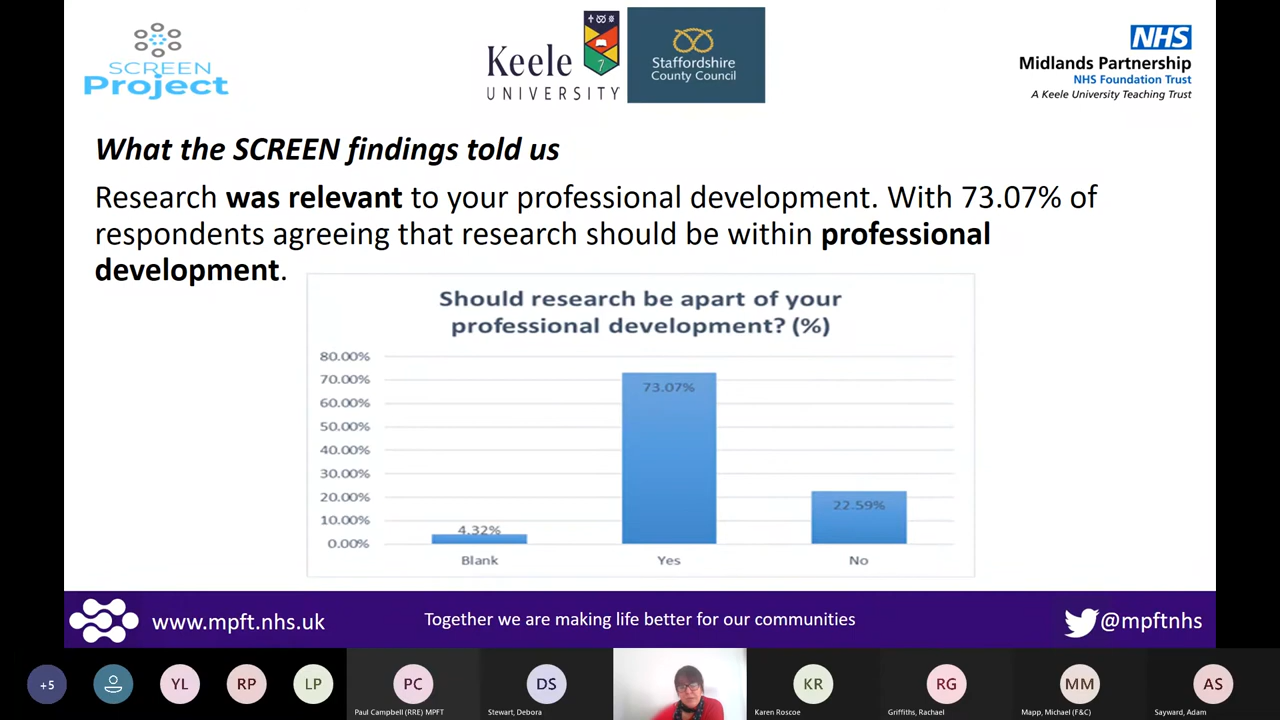 SCREEN
Project
Keele
UNIVERSITY
Staffordshire
County Council
NHS
Midlands Partnership
NHS Foundation Trust
A Keele University Teaching Trust
What the SCREEN findings told us
Research was relevant to your professional development. With 73.07% of
respondents agreeing that research should be within professional
development.
Should research be apart of your
professional development? (%)
80.00%
70.00%
60.00%
50.00%
40.00%
30.00%
20.00%
10.00%
0.00%
4.32%
73.07%
22.59%
Blank
Yes
No
www.mpft.nhs.uk
Together we are making life better for our communities
@mpftnhs
+5
YL
RP
LP
PC
DS
KR
RG
MM
AS
Paul Campbell (RRE) MPFT
Stewart, Debora
Karen Roscoe
Griffiths, Rachael
Mapp, Michael (F&C)
Sayward, Adam